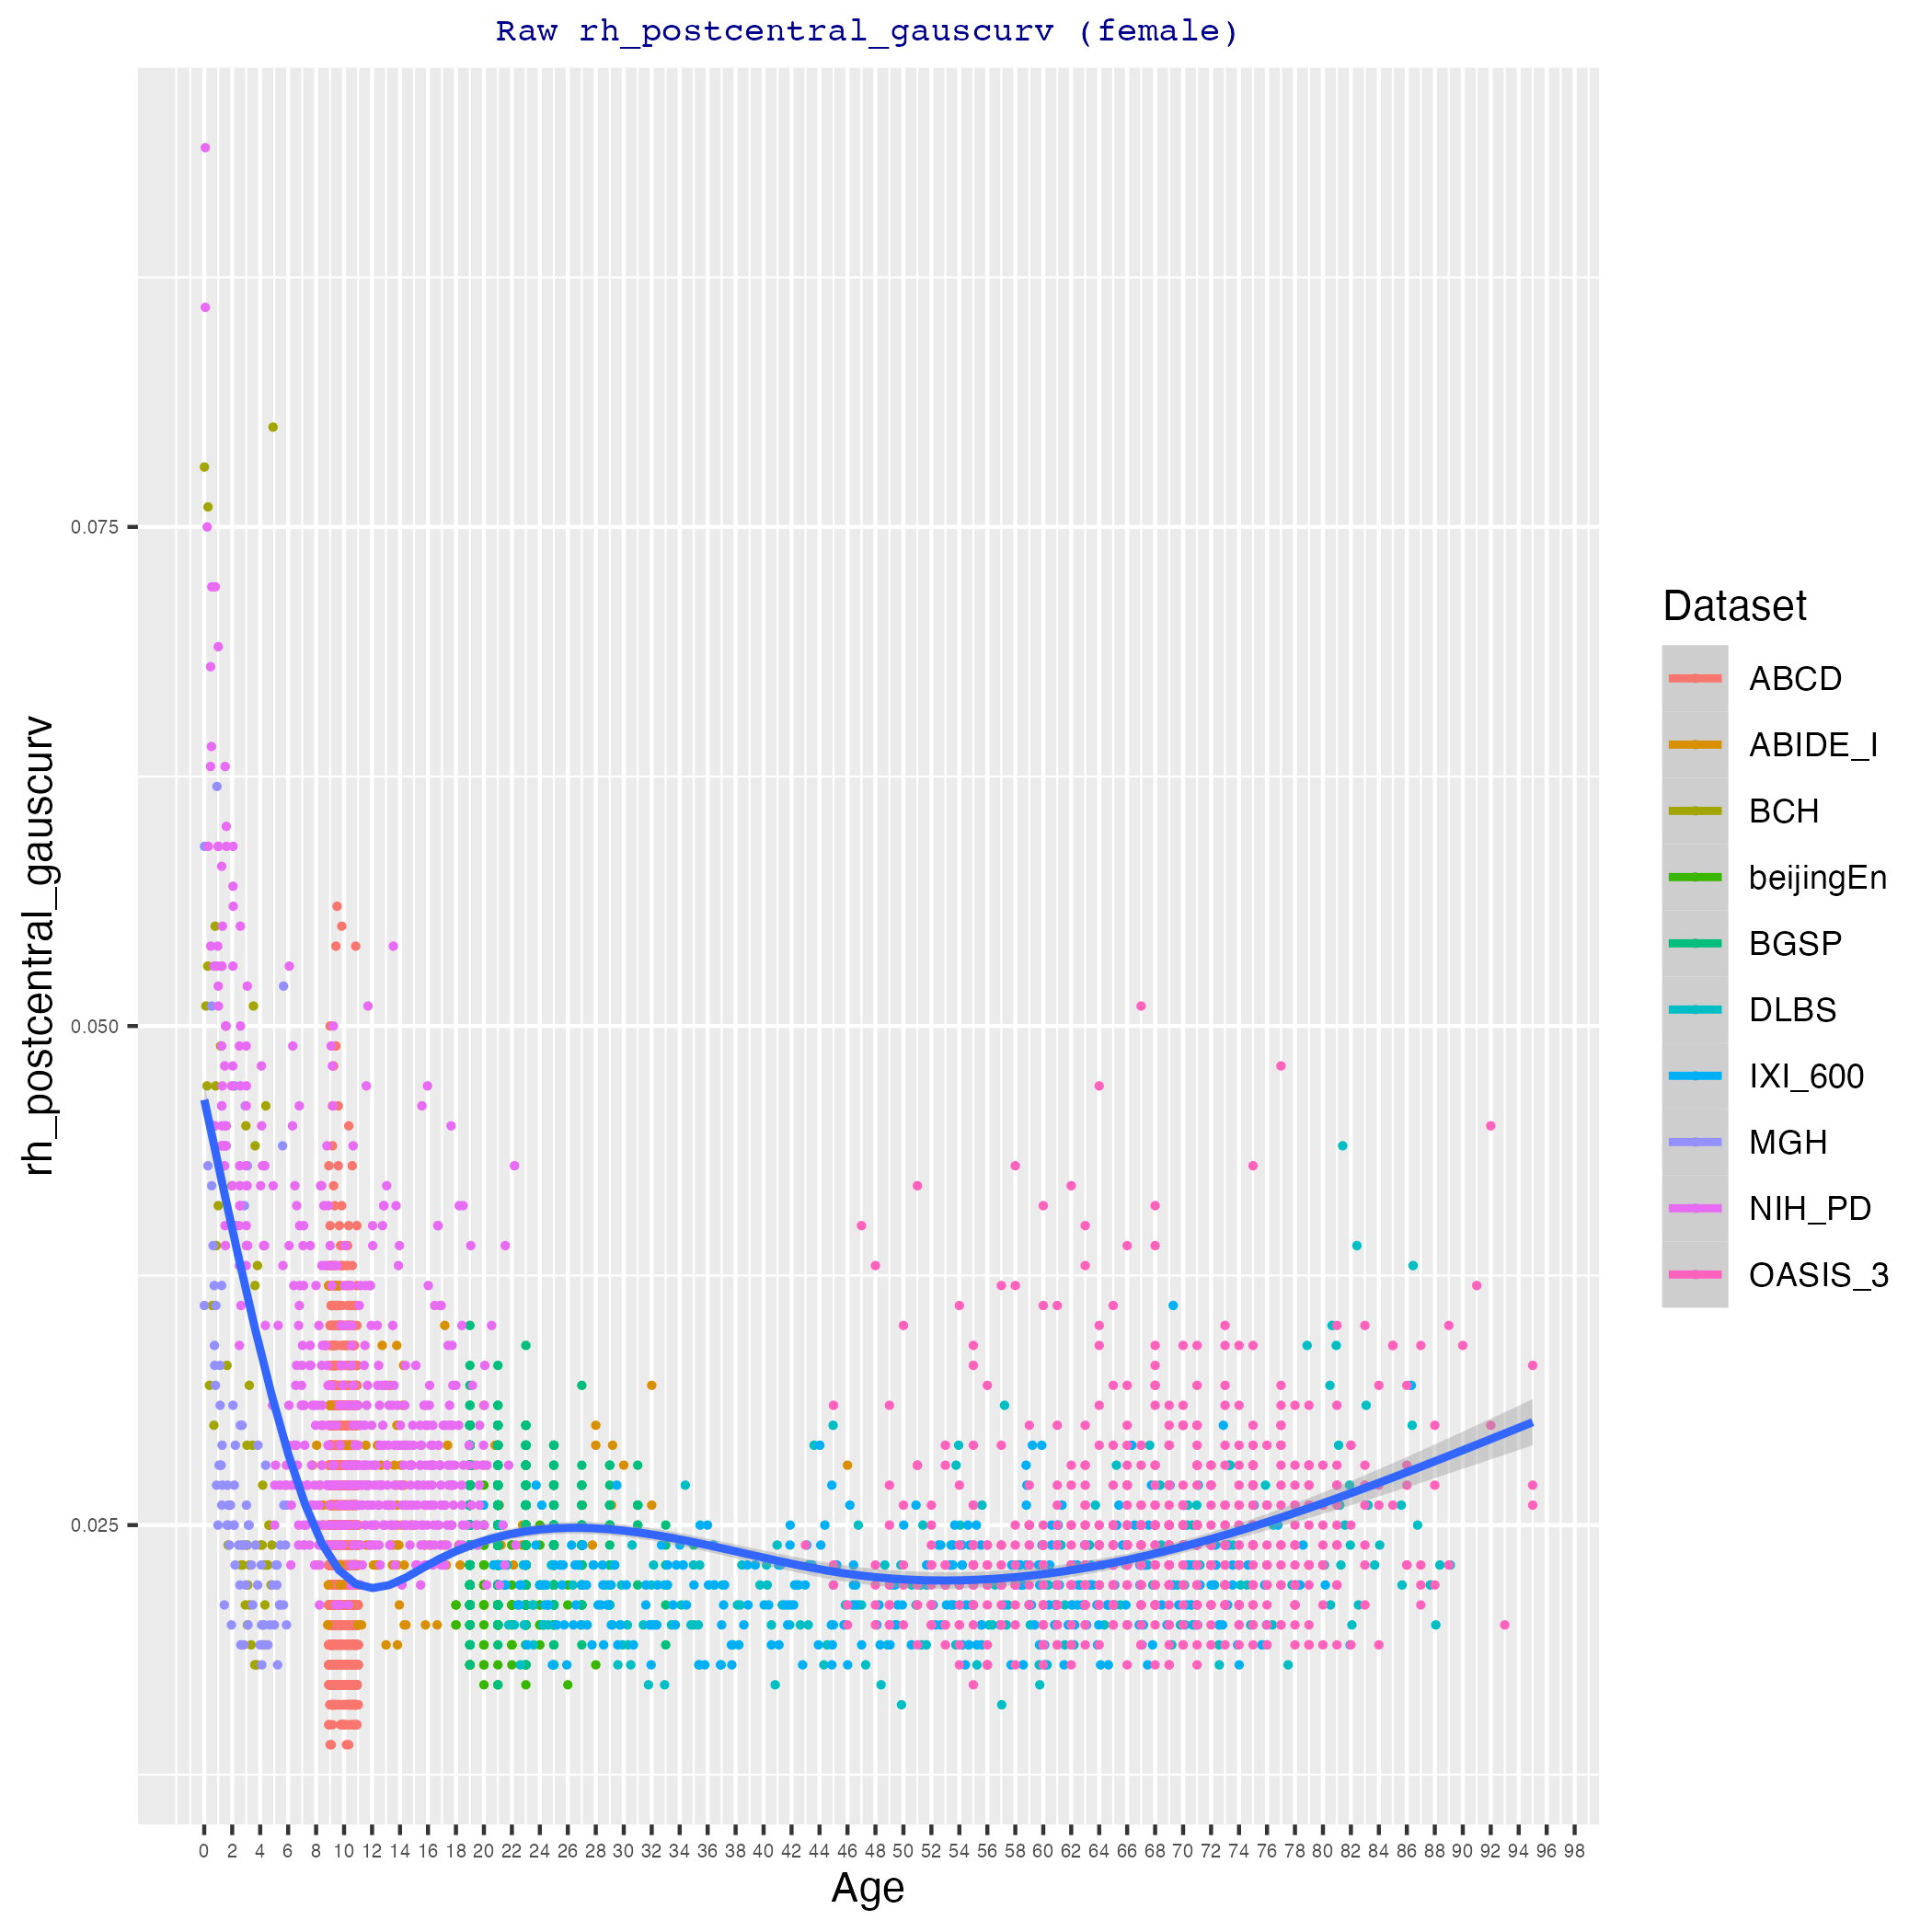 Raw rh_postcentral_gauscurv (female)
rh_postcentral_gauscurv
0.075
0.050
0.025
0 2 4 6 8 10 12 14 16 18 20 22 24 26 28 30 32 34 36 38 40 42 44 46 48 50 52 54 56 58 60 62 64 66 68 70 72 74 76 78 80 82 84 86 88 90 92 94 96 98
Age
Dataset
ABCD
ABIDE_I
BCH
beijingEn
BGSP
DLBS
IXI_600
MGH
NIH_PD
OASIS_3